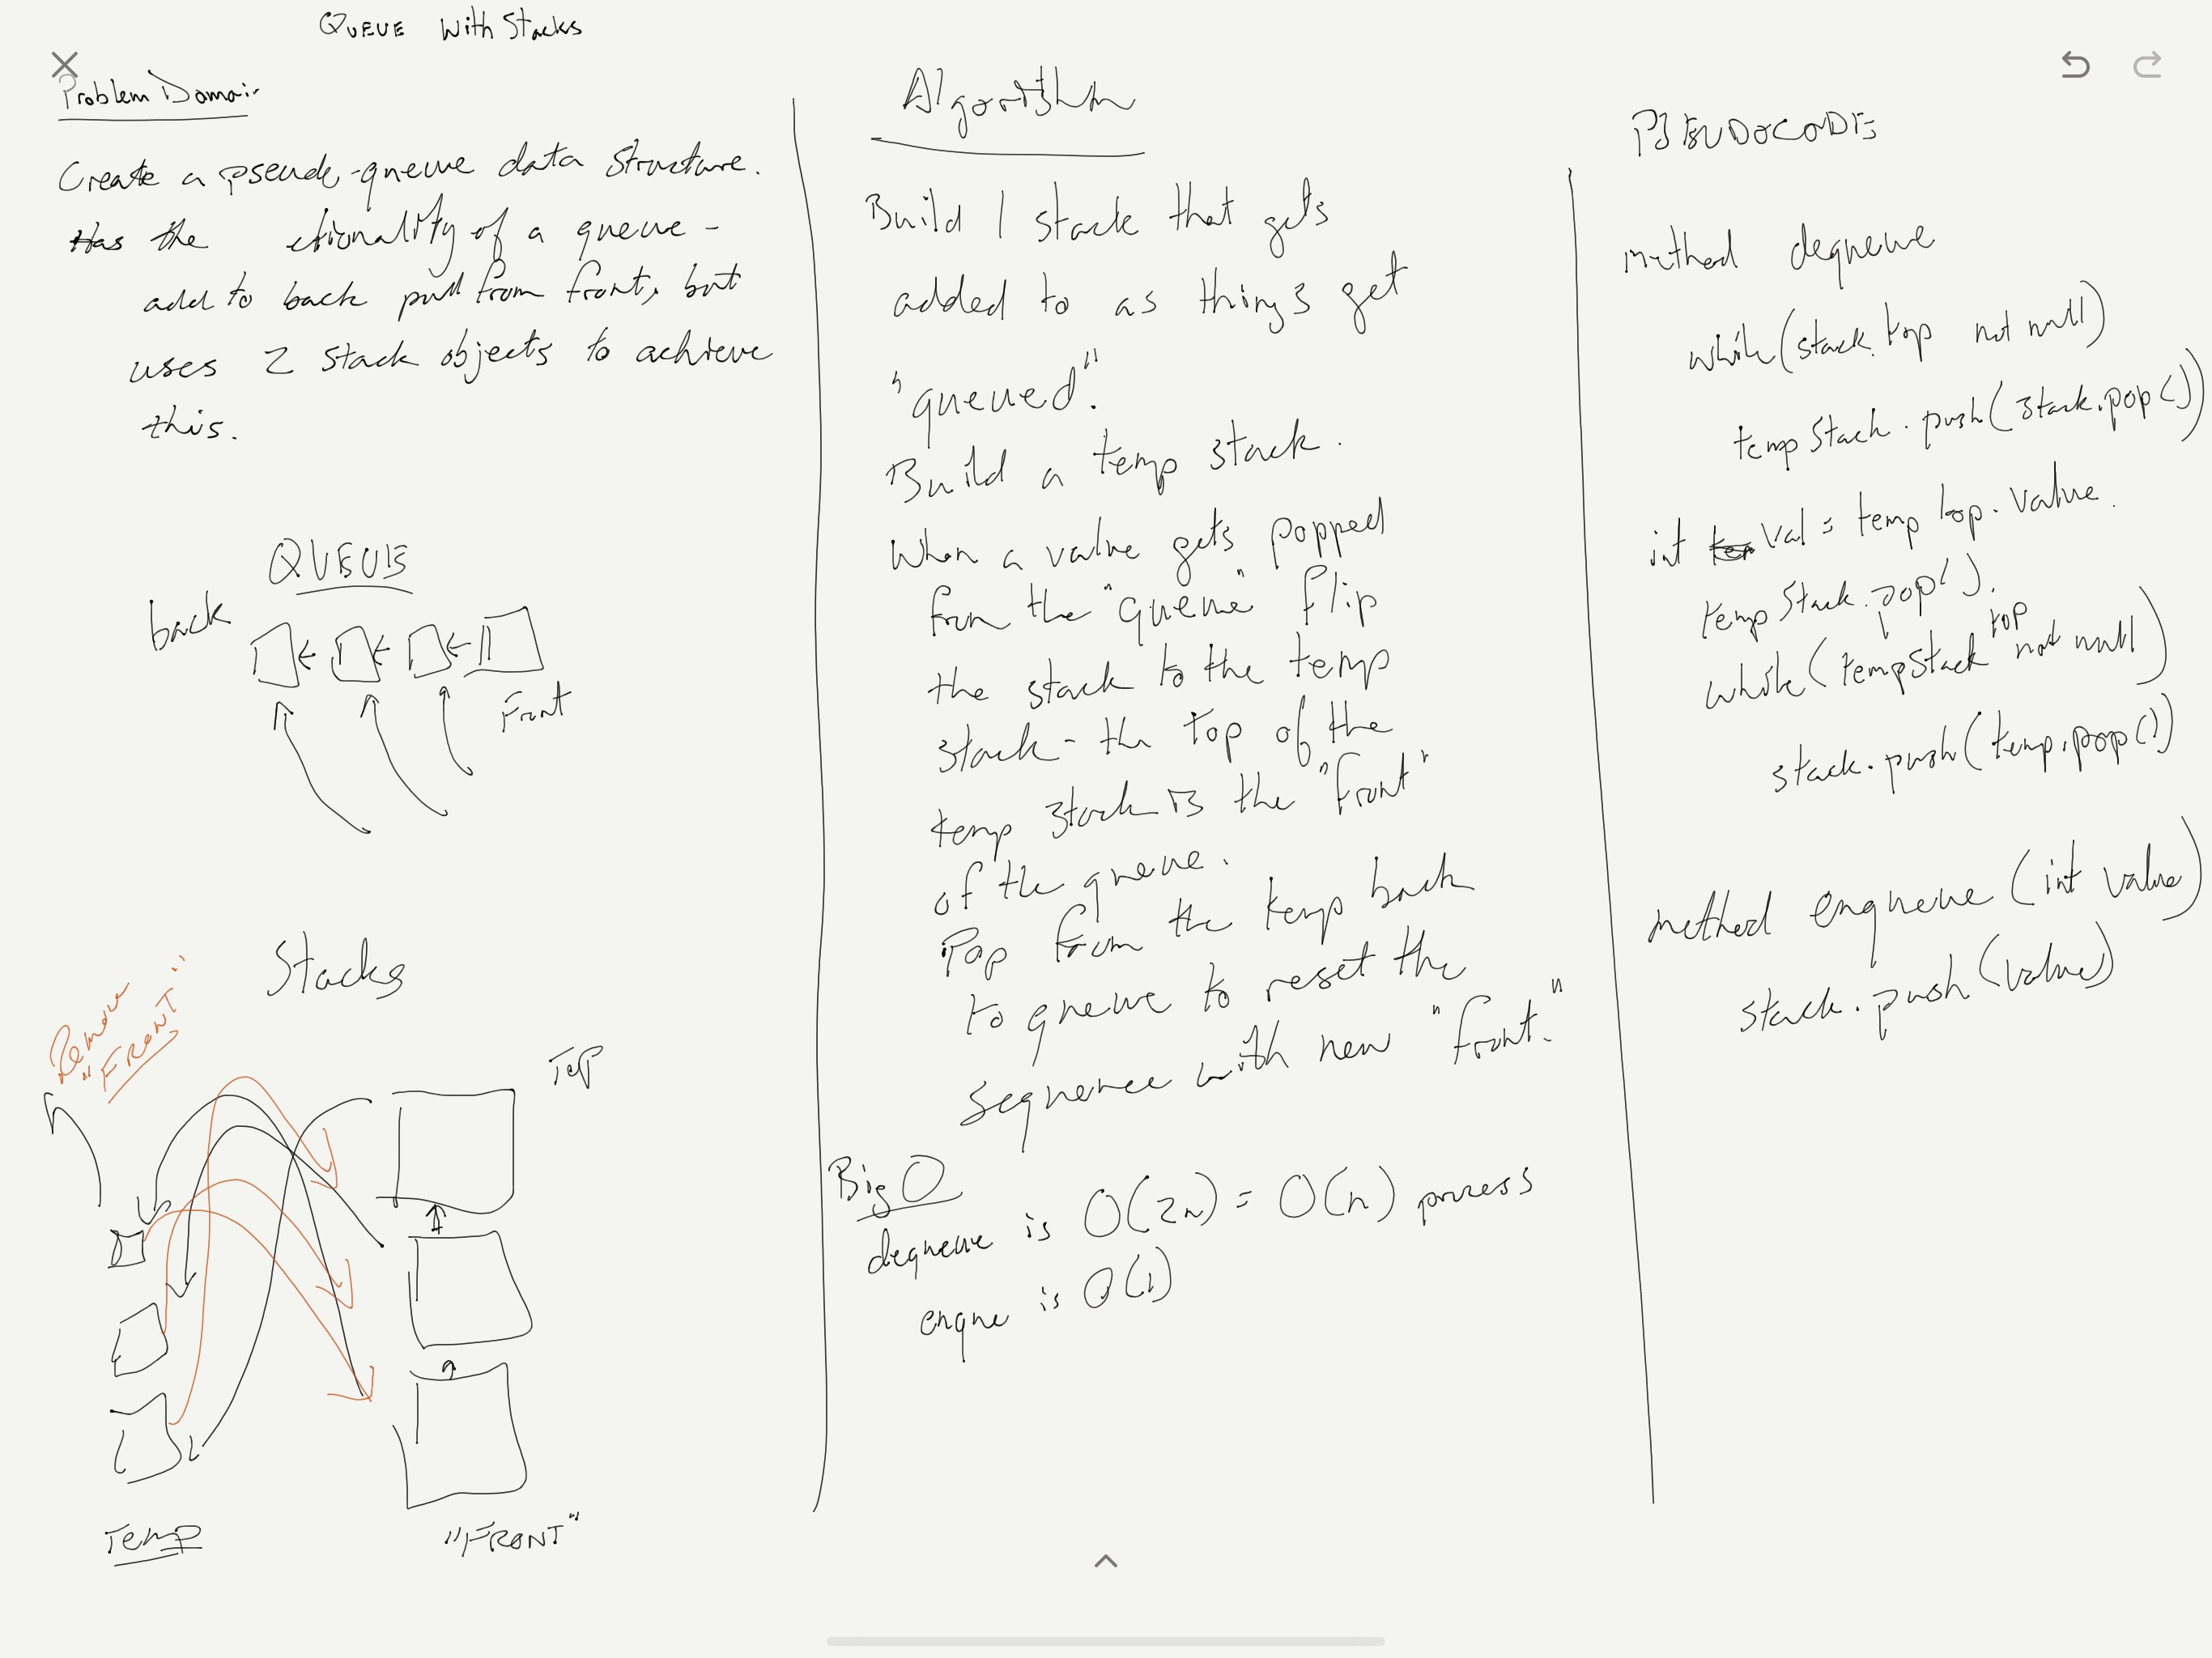 QUEUE with Stacks
Problem Domain
Create a pseudo-queue data structure.
Has the ctionality of a queue -
add to back pull from front, but
uses 2 stack objects to achieve
this.
QUEUE
back
Front
Stacks
Remove
"FRONT"
Top
Temp
"FRONT"
Algorithm
Build 1 stack that gets
added to as things get
"queued".
Build a temp stack.
When a value gets popped
from the "queue" flip
the stack to the temp
stack - the top of the
temp stack is the "front"
of the queue.
Pop from the temp back
to queue to reset the
sequence with new "front."
Big O
dequeue is O(2n) = O(n) process
enque is O(1)
PSEUDOCODE
method dequeue
while(stack.top not null)
tempStack.push(stack.pop())
int val = temp top.value.
tempStack.pop().
while(tempStack top not null)
stack.push(temp.pop())
method enqueue (int value)
stack.push(value)